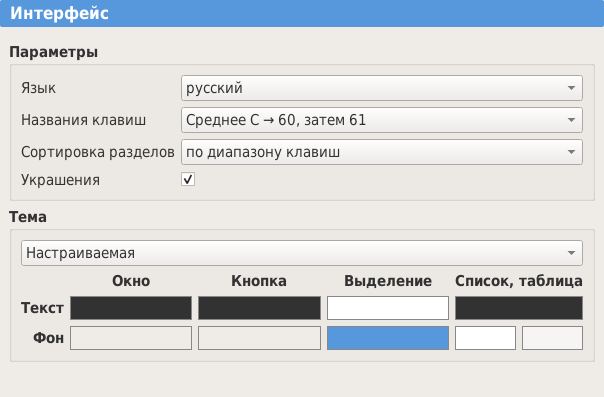 Интерфейс
Параметры
Язык русский
Названия клавиш Среднее C → 60, затем 61
Сортировка разделов по диапазону клавиш
Украшения
Тема
Настраиваемая
Окно Кнопка Выделение Список, таблица
Текст
Фон